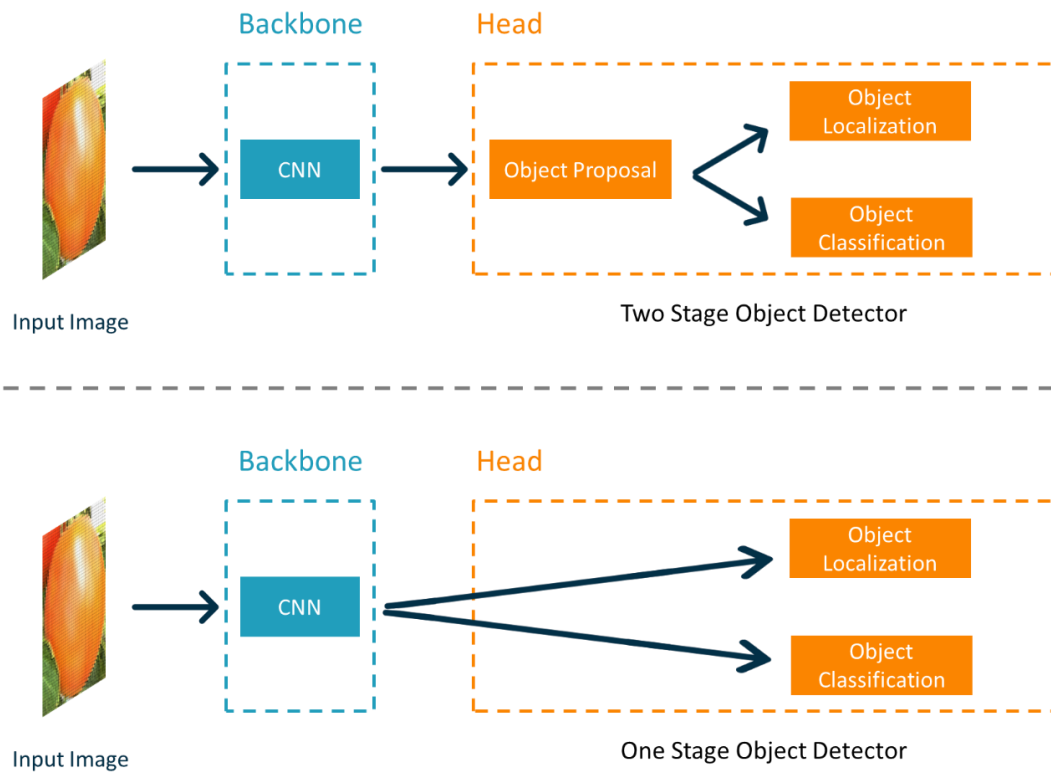 Backbone
Head
Object
Localization
CNN
Object Proposal
Object
Classification
Input Image
Two Stage Object Detector
Backbone
Head
Object
Localization
CNN
Object
Classification
Input Image
One Stage Object Detector